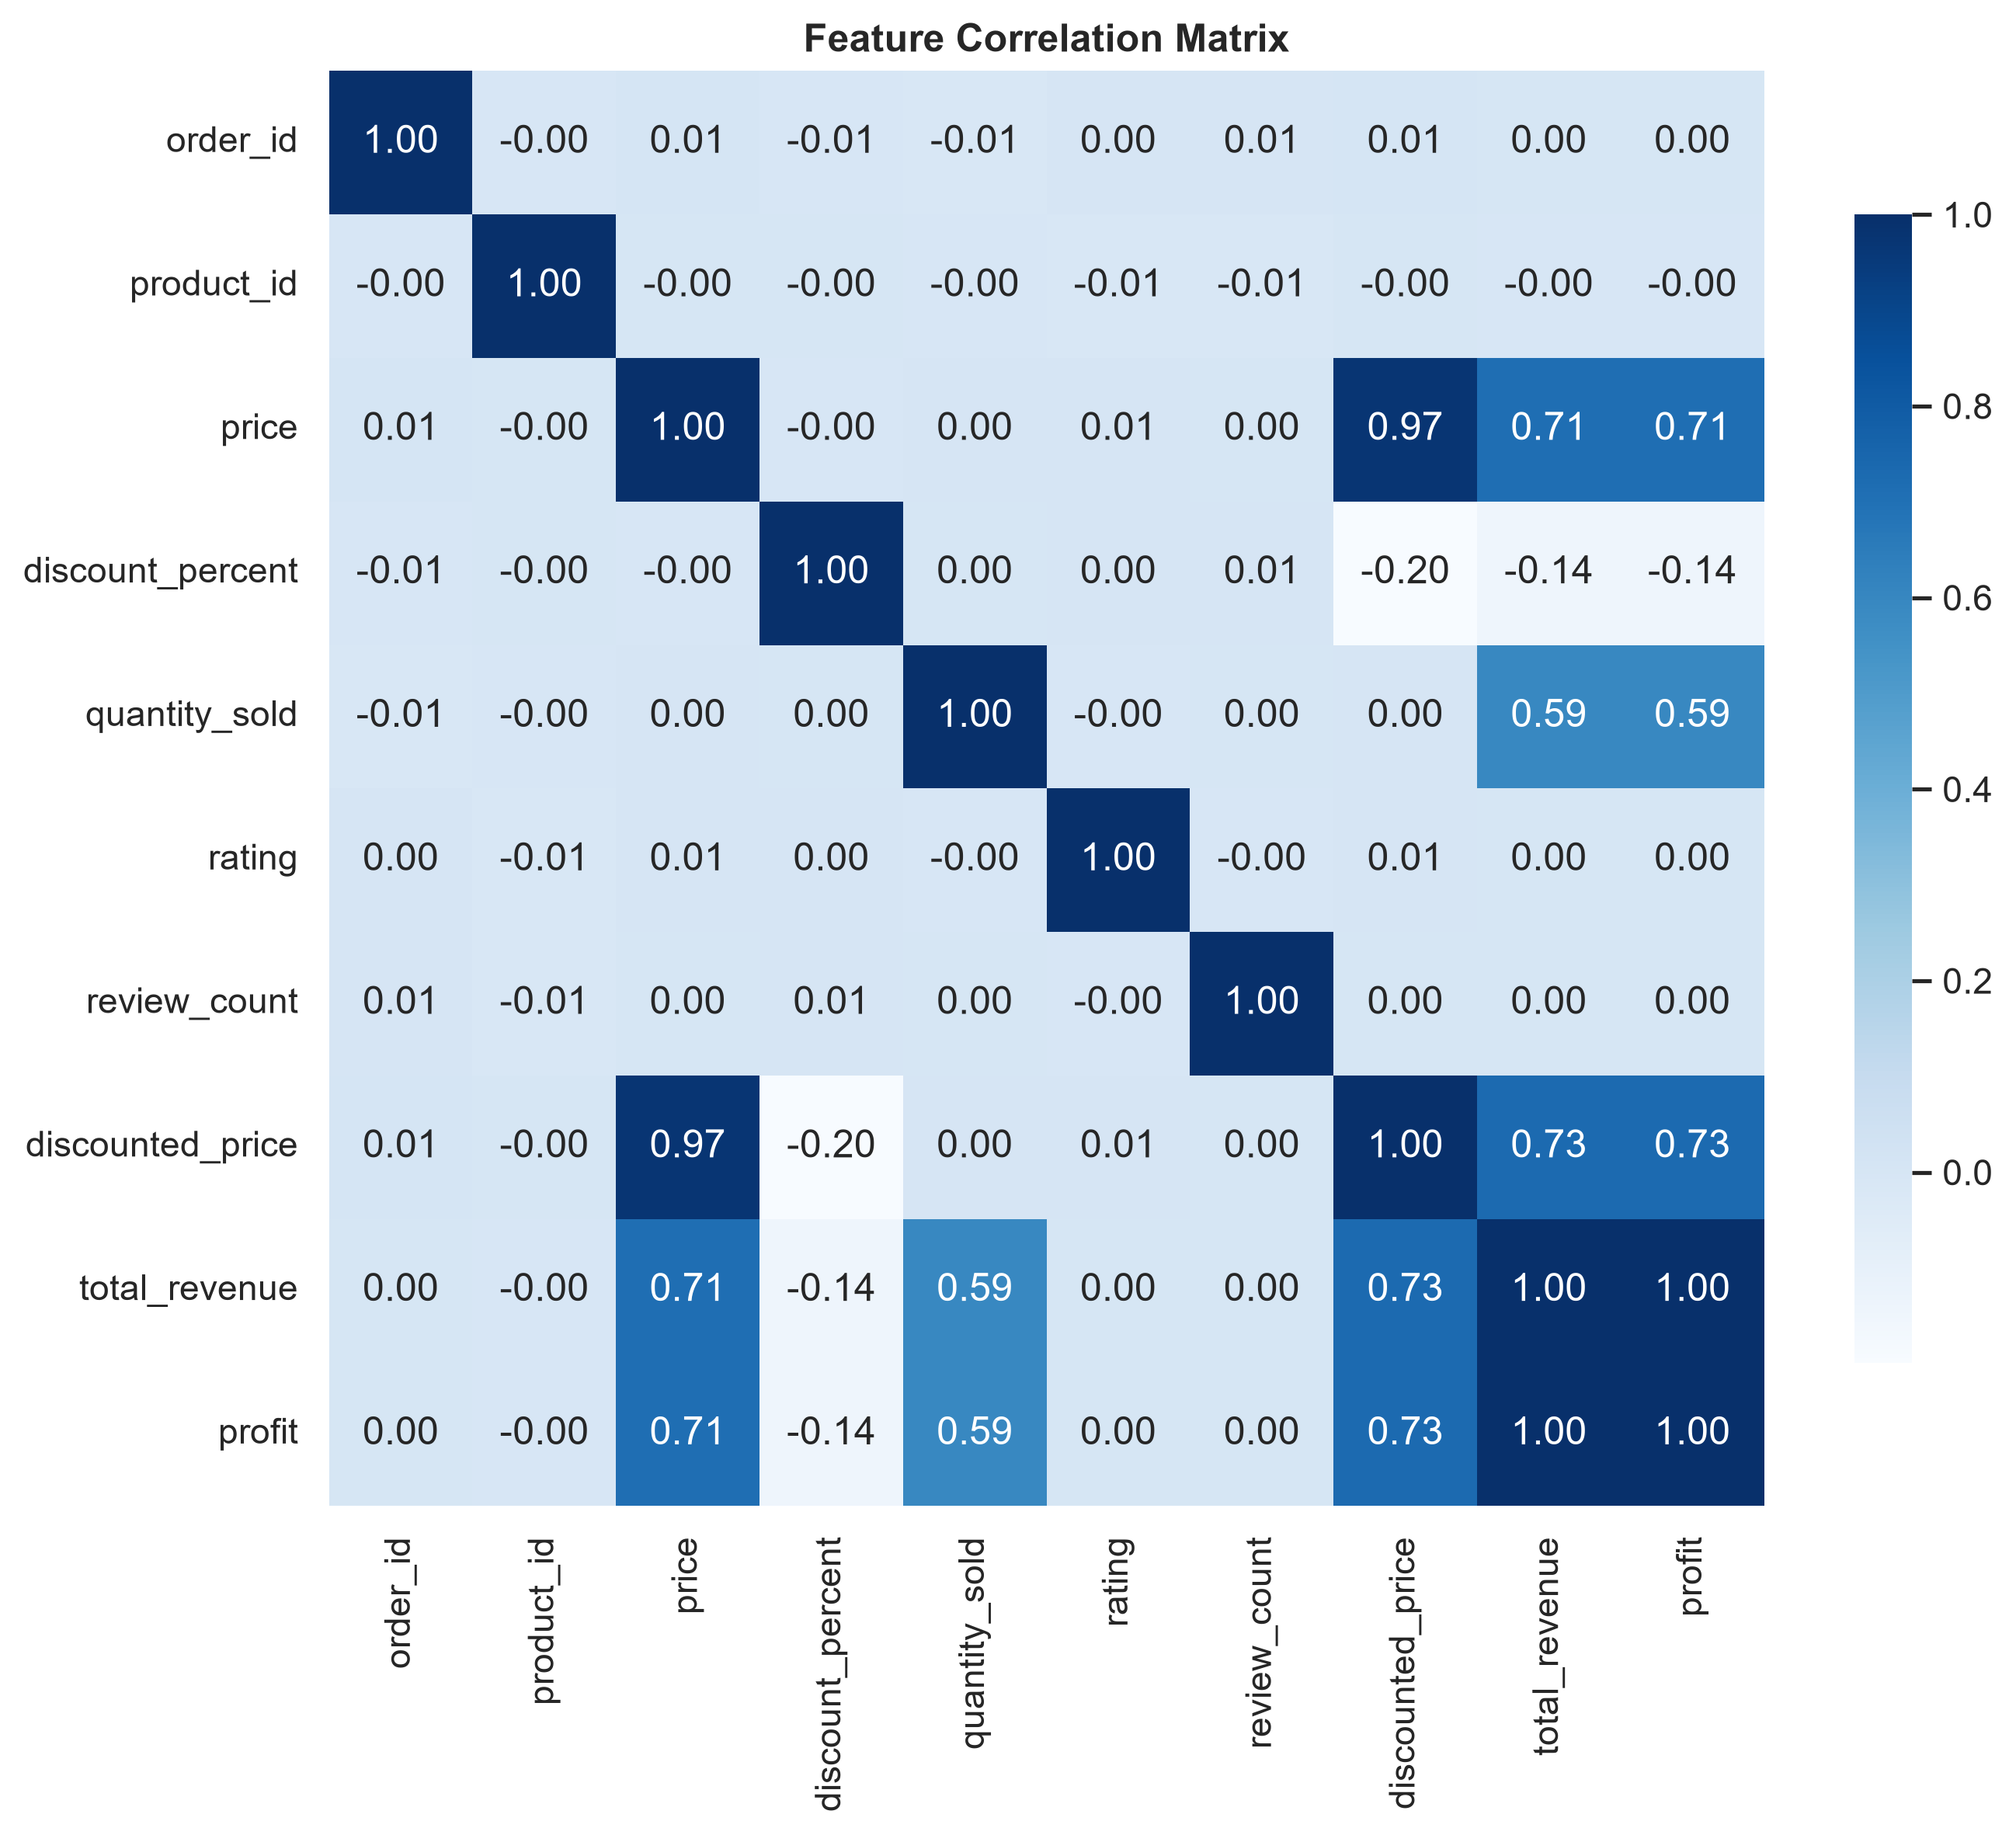 Feature Correlation Matrix
order_id 1.00 -0.00 0.01 -0.01 -0.01 0.00 0.01 0.01 0.00 0.00
product_id -0.00 1.00 -0.00 -0.00 -0.00 -0.01 -0.01 -0.00 -0.00 -0.00
price 0.01 -0.00 1.00 -0.00 0.00 0.01 0.00 0.97 0.71 0.71
discount_percent -0.01 -0.00 -0.00 1.00 0.00 0.00 0.01 -0.20 -0.14 -0.14
quantity_sold -0.01 -0.00 0.00 0.00 1.00 -0.00 0.00 0.00 0.59 0.59
rating 0.00 -0.01 0.01 0.00 -0.00 1.00 -0.00 0.01 0.00 0.00
review_count 0.01 -0.01 0.00 0.01 0.00 -0.00 1.00 0.00 0.00 0.00
discounted_price 0.01 -0.00 0.97 -0.20 0.00 0.01 0.00 1.00 0.73 0.73
total_revenue 0.00 -0.00 0.71 -0.14 0.59 0.00 0.00 0.73 1.00 1.00
profit 0.00 -0.00 0.71 -0.14 0.59 0.00 0.00 0.73 1.00 1.00
order_id
product_id
price
discount_percent
quantity_sold
rating
review_count
discounted_price
total_revenue
profit
1.0
0.8
0.6
0.4
0.2
0.0